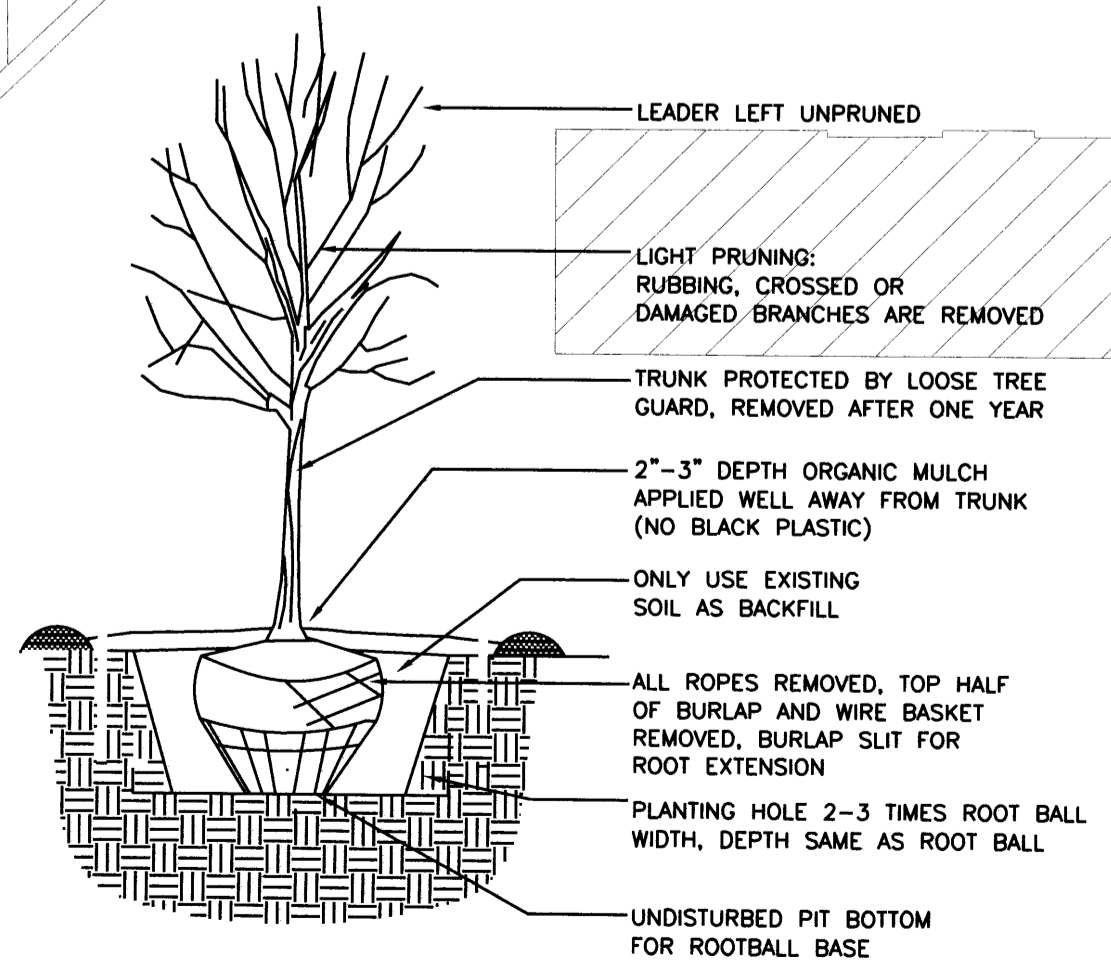 LEADER LEFT UNPRUNED
LIGHT PRUNING:
RUBBING, CROSSED OR
DAMAGED BRANCHES ARE REMOVED
TRUNK PROTECTED BY LOOSE TREE
GUARD, REMOVED AFTER ONE YEAR
2"-3" DEPTH ORGANIC MULCH
APPLIED WELL AWAY FROM TRUNK
(NO BLACK PLASTIC)
ONLY USE EXISTING
SOIL AS BACKFILL
ALL ROPES REMOVED, TOP HALF
OF BURLAP AND WIRE BASKET
REMOVED, BURLAP SLIT FOR
ROOT EXTENSION
PLANTING HOLE 2-3 TIMES ROOT BALL
WIDTH, DEPTH SAME AS ROOT BALL
UNDISTURBED PIT BOTTOM
FOR ROOTBALL BASE